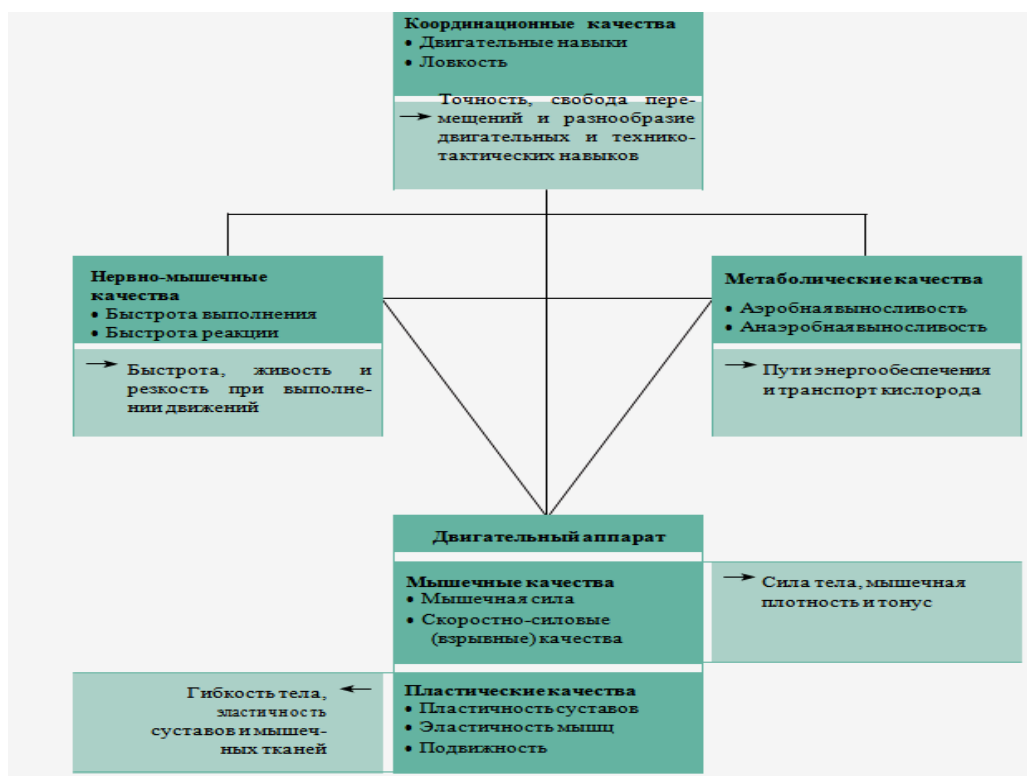 Координационные качества
• Двигательные навыки
• Ловкость
Точность, свобода пере-
мещений и разнообразие
двигательных и технико-
тактических навыков
Нервно-мышечные
качества
• Быстрота выполнения
• Быстрота реакции
Быстрота, живость и
резкость при выполне-
нии движений
Метаболические качества
• Аэробная выносливость
• Анаэробная выносливость
Пути энергообеспечения
и транспорт кислорода
Двигательный аппарат
Мышечные качества
• Мышечная сила
• Скоростно-силовые
(взрывные) качества
Сила тела, мышечная
плотность и тонус
Гибкость тела,
эластичность
суставов и мышеч-
ных тканей
Пластические качества
• Пластичность суставов
• Эластичность мышц
• Подвижность